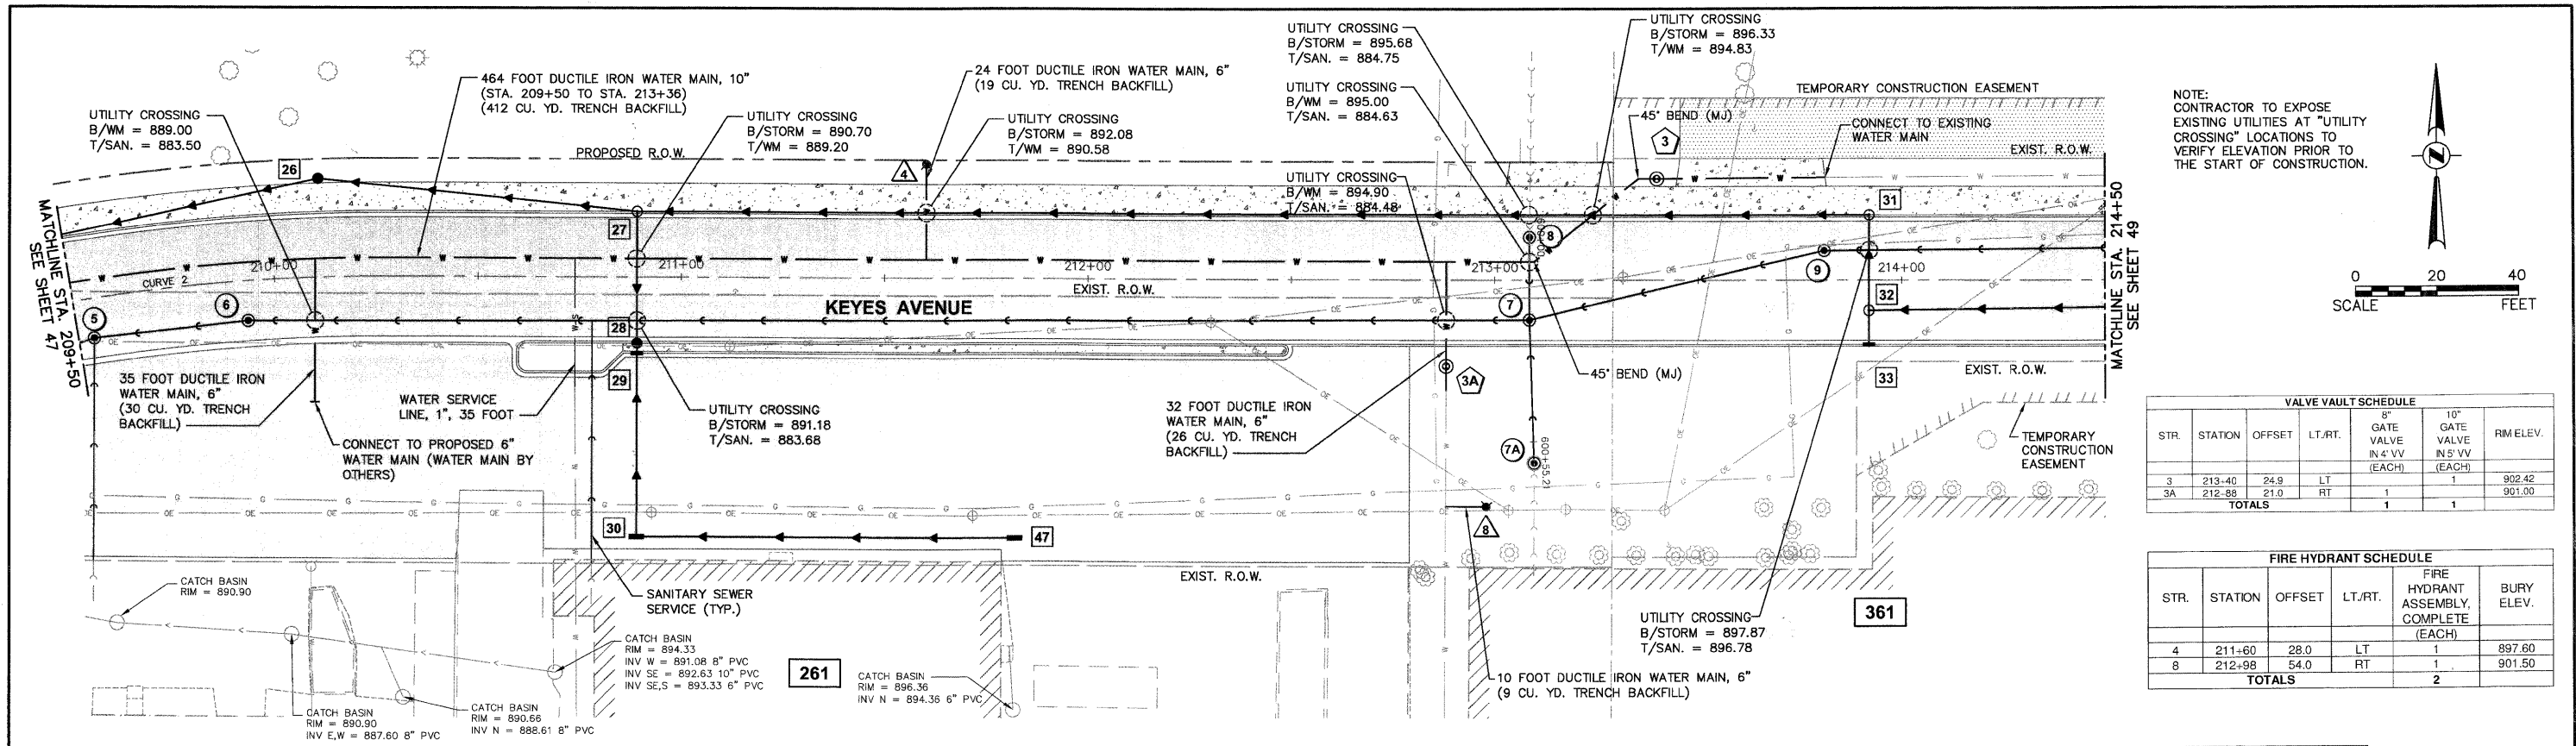 UTILITY CROSSING
B/WM = 889.00
T/SAN. = 883.50
464 FOOT DUCTILE IRON WATER MAIN, 10"
(STA. 209+50 TO STA. 213+36)
(412 CU. YD. TRENCH BACKFILL)
UTILITY CROSSING
B/STORM = 890.70
T/WM = 889.20
24 FOOT DUCTILE IRON WATER MAIN, 6"
(19 CU. YD. TRENCH BACKFILL)
UTILITY CROSSING
B/STORM = 892.08
T/WM = 890.58
UTILITY CROSSING
B/STORM = 895.68
T/SAN. = 884.75
UTILITY CROSSING
B/WM = 895.00
T/SAN. = 884.63
UTILITY CROSSING
B/WM = 894.90
T/SAN. = 884.48
UTILITY CROSSING
B/STORM = 896.33
T/WM = 894.83
45° BEND (MJ)
3
TEMPORARY CONSTRUCTION EASEMENT
CONNECT TO EXISTING
WATER MAIN
EXIST. R.O.W.
PROPOSED R.O.W.
NOTE:
CONTRACTOR TO EXPOSE
EXISTING UTILITIES AT "UTILITY
CROSSING" LOCATIONS TO
VERIFY ELEVATION PRIOR TO
THE START OF CONSTRUCTION.
N
0 20 40
SCALE FEET
MATCHLINE STA. 209+50
SEE SHEET 47
MATCHLINE STA. 214+50
SEE SHEET 49
26
27
4
31
8
9
7
32
28
5
6
210+00
211+00
212+00
213+00
214+00
CURVE 2
EXIST. R.O.W.
KEYES AVENUE
35 FOOT DUCTILE IRON
WATER MAIN, 6"
(30 CU. YD. TRENCH
BACKFILL)
CONNECT TO PROPOSED 6"
WATER MAIN (WATER MAIN BY
OTHERS)
WATER SERVICE
LINE, 1", 35 FOOT
29
UTILITY CROSSING
B/STORM = 891.18
T/SAN. = 883.68
32 FOOT DUCTILE IRON
WATER MAIN, 6"
(26 CU. YD. TRENCH
BACKFILL)
3A
45° BEND (MJ)
7A
600+55.21
33
EXIST. R.O.W.
TEMPORARY
CONSTRUCTION
EASEMENT
30
47
8
EXIST. R.O.W.
SANITARY SEWER
SERVICE (TYP.)
CATCH BASIN
RIM = 890.90
CATCH BASIN
RIM = 894.33
INV W = 891.08 8" PVC
INV SE = 892.63 10" PVC
INV SE,S = 893.33 6" PVC
261
CATCH BASIN
RIM = 896.36
INV N = 894.36 6" PVC
CATCH BASIN
RIM = 890.90
INV E,W = 887.60 8" PVC
CATCH BASIN
RIM = 890.66
INV N = 888.61 8" PVC
UTILITY CROSSING
B/STORM = 897.87
T/SAN. = 896.78
361
10 FOOT DUCTILE IRON WATER MAIN, 6"
(9 CU. YD. TRENCH BACKFILL)
VALVE VAULT SCHEDULE
STR. STATION OFFSET LT./RT. 8" GATE VALVE IN 4' VV 10" GATE VALVE IN 5' VV RIM ELEV.
(EACH) (EACH)
3 213+40 24.9 LT 1 902.42
3A 212+88 21.0 RT 1 901.00
TOTALS 1 1
FIRE HYDRANT SCHEDULE
STR. STATION OFFSET LT./RT. FIRE HYDRANT ASSEMBLY, COMPLETE BURY ELEV.
(EACH)
4 211+60 28.0 LT 1 897.60
8 212+98 54.0 RT 1 901.50
TOTALS 2